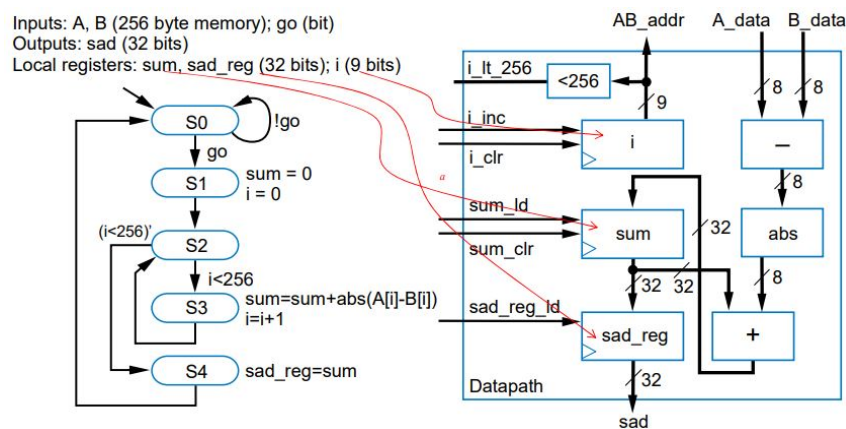 Inputs: A, B (256 byte memory); go (bit)
Outputs: sad (32 bits)
Local registers: sum, sad_reg (32 bits); i (9 bits)
S0
!go
go
S1
sum = 0
i = 0
(i<256)'
S2
i<256
S3
sum=sum+abs(A[i]-B[i])
i=i+1
S4
sad_reg=sum
a
AB_addr
A_data
B_data
i_lt_256
<256
9
8
8
i_inc
i_clr
i
−
8
sum_ld
sum_clr
sum
32
abs
32
32
8
sad_reg_ld
sad_reg
+
Datapath
32
sad